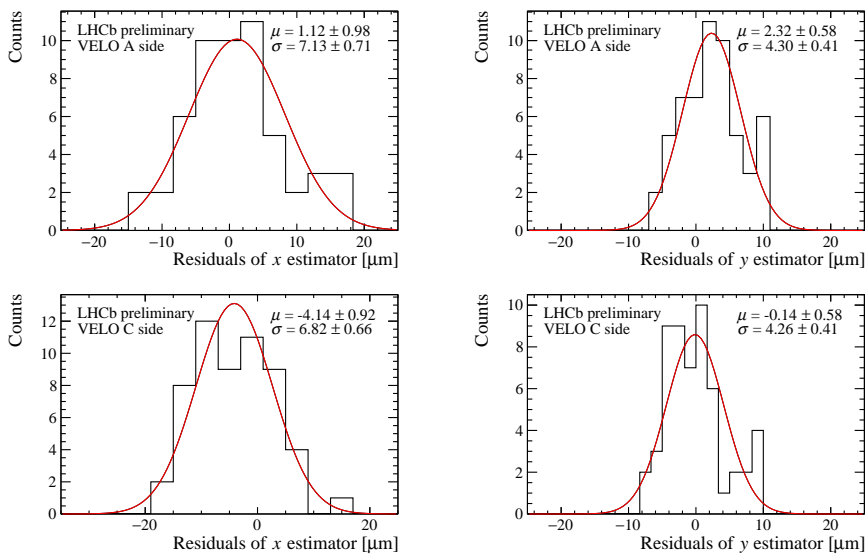 Counts
LHCb preliminary
VELO A side
μ = 1.12 ± 0.98
σ = 7.13 ± 0.71
10
8
6
4
2
0
−20 −10 0 10 20
Residuals of x estimator [μm]
Counts
LHCb preliminary
VELO A side
μ = 2.32 ± 0.58
σ = 4.30 ± 0.41
10
8
6
4
2
0
−20 −10 0 10 20
Residuals of y estimator [μm]
Counts
LHCb preliminary
VELO C side
μ = -4.14 ± 0.92
σ = 6.82 ± 0.66
12
10
8
6
4
2
0
−20 0 20
Residuals of x estimator [μm]
Counts
LHCb preliminary
VELO C side
μ = -0.14 ± 0.58
σ = 4.26 ± 0.41
10
8
6
4
2
0
−20 −10 0 10 20
Residuals of y estimator [μm]